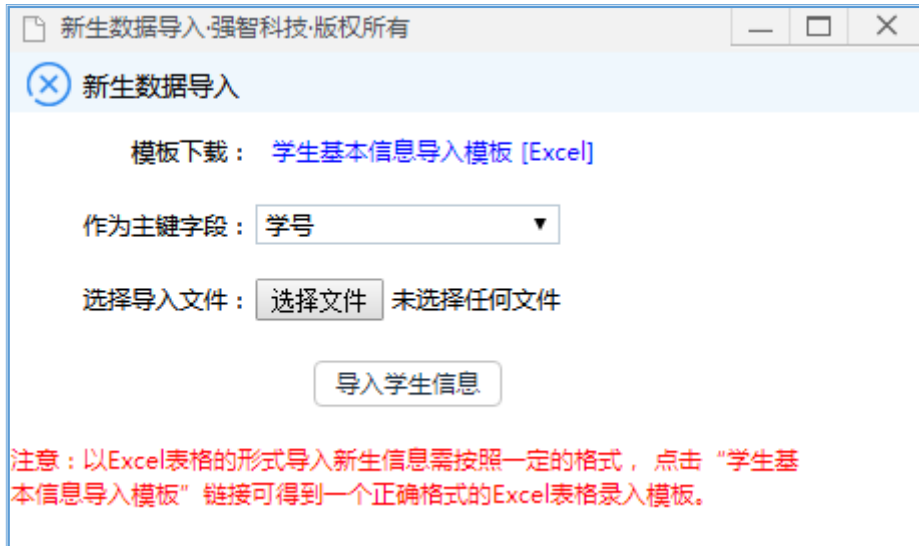 新生数据导入·强智科技·版权所有
新生数据导入
模板下载： 学生基本信息导入模板 [Excel]
作为主键字段： 学号
选择导入文件： 选择文件 未选择任何文件
导入学生信息
注意：以Excel表格的形式导入新生信息需按照一定的格式，点击“学生基
本信息导入模板”链接可得到一个正确格式的Excel表格录入模板。